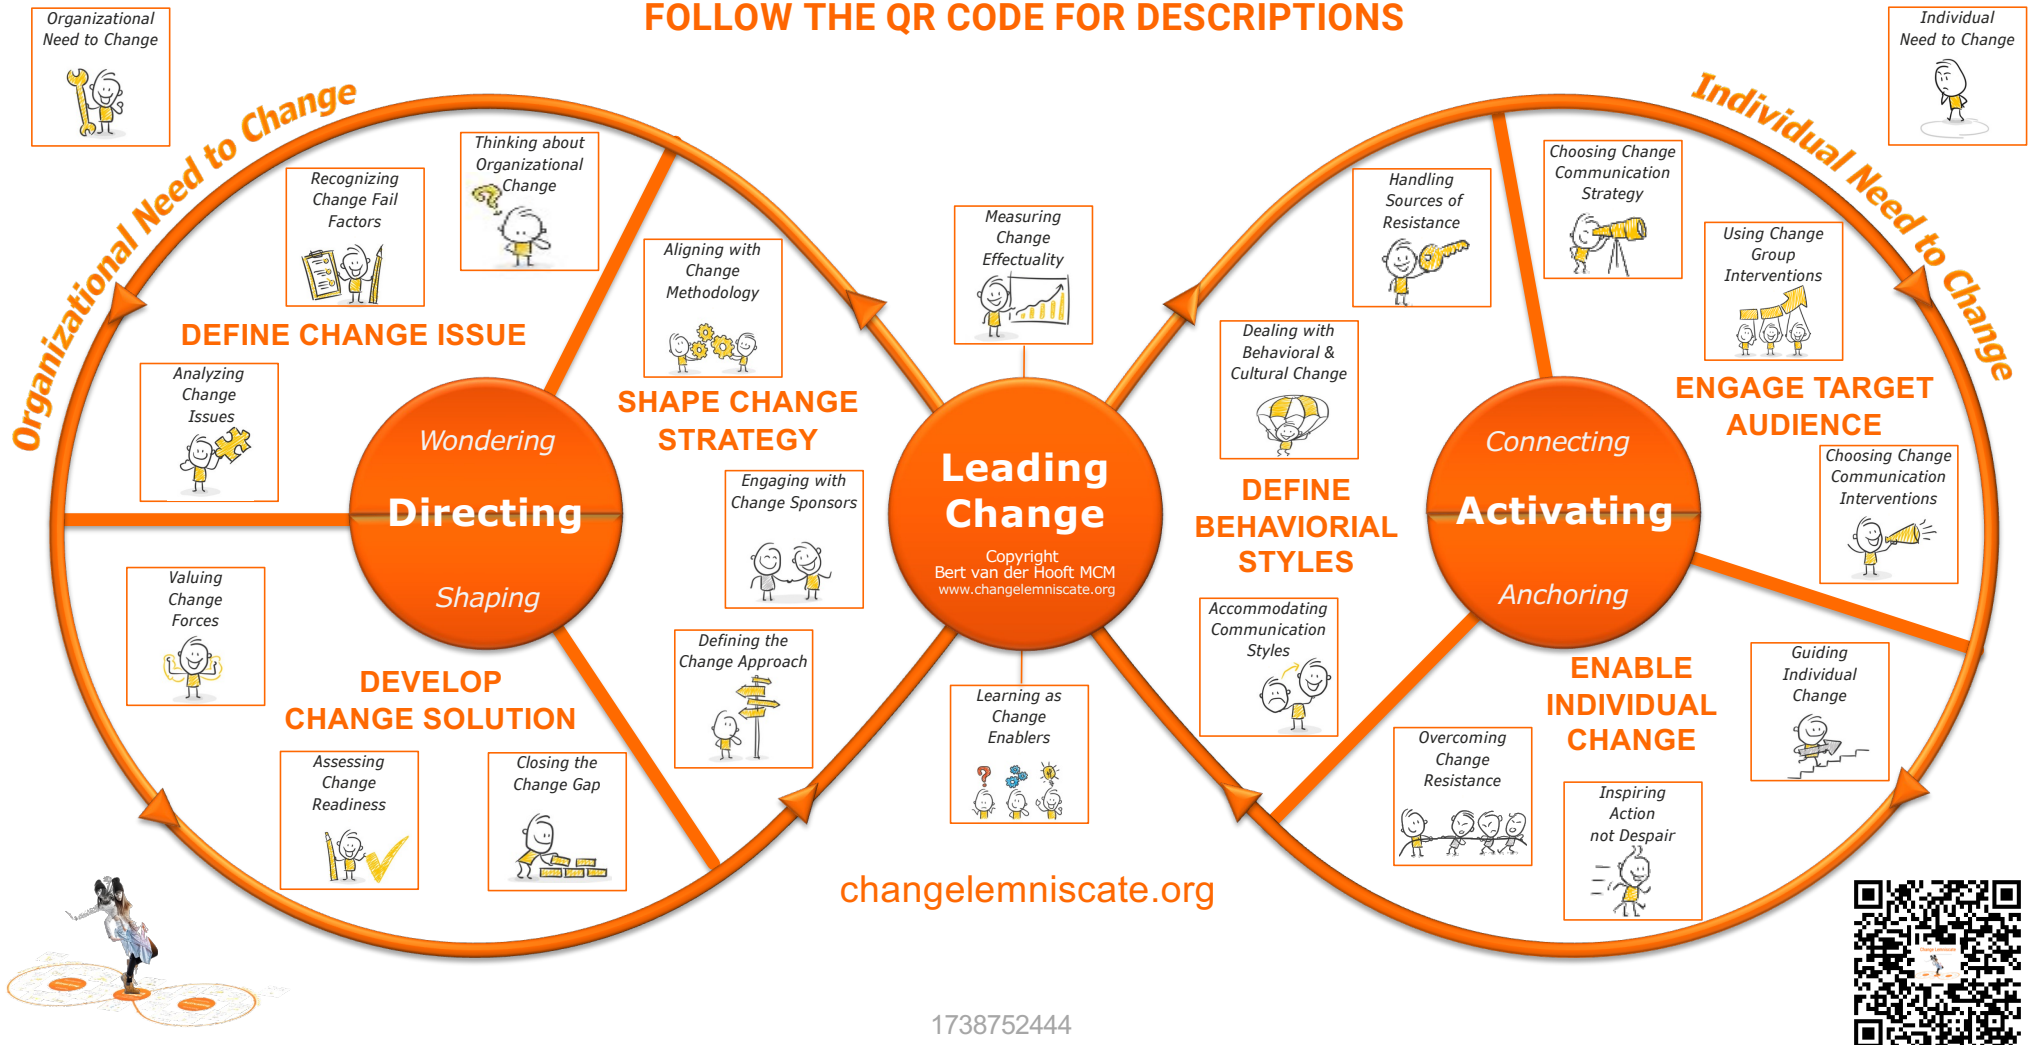 FOLLOW THE QR CODE FOR DESCRIPTIONS
Organizational
Need to Change
Individual
Need to Change
Organizational Need to Change
Individual Need to Change
Thinking about
Organizational
Change
Recognizing
Change Fail
Factors
DEFINE CHANGE ISSUE
Analyzing
Change
Issues
Aligning with
Change
Methodology
SHAPE CHANGE
STRATEGY
Engaging with
Change Sponsors
Defining the
Change Approach
Wondering
Directing
Shaping
Valuing
Change
Forces
DEVELOP
CHANGE SOLUTION
Assessing
Change
Readiness
Closing the
Change Gap
Measuring
Change
Effectuality
Leading
Change
Copyright
Bert van der Hooft MCM
www.changelemniscate.org
Learning as
Change
Enablers
changelemniscate.org
Handling
Sources of
Resistance
Dealing with
Behavioral &
Cultural Change
DEFINE
BEHAVIORIAL
STYLES
Accommodating
Communication
Styles
Choosing Change
Communication
Strategy
Using Change
Group
Interventions
ENGAGE TARGET
AUDIENCE
Choosing Change
Communication
Interventions
Connecting
Activating
Anchoring
ENABLE
INDIVIDUAL
CHANGE
Guiding
Individual
Change
Overcoming
Change
Resistance
Inspiring
Action
not Despair
Change Lemniscate
1738752444